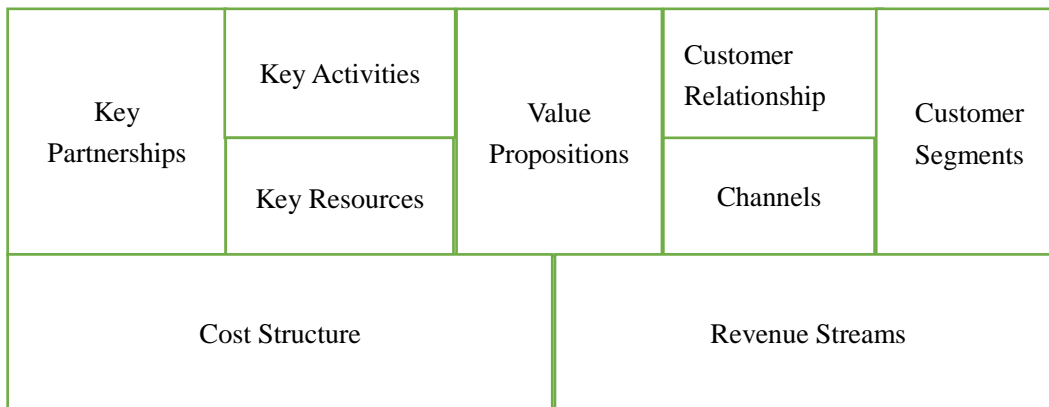 Key
Partnerships
Key Activities
Key Resources
Value
Propositions
Customer
Relationship
Channels
Customer
Segments
Cost Structure
Revenue Streams